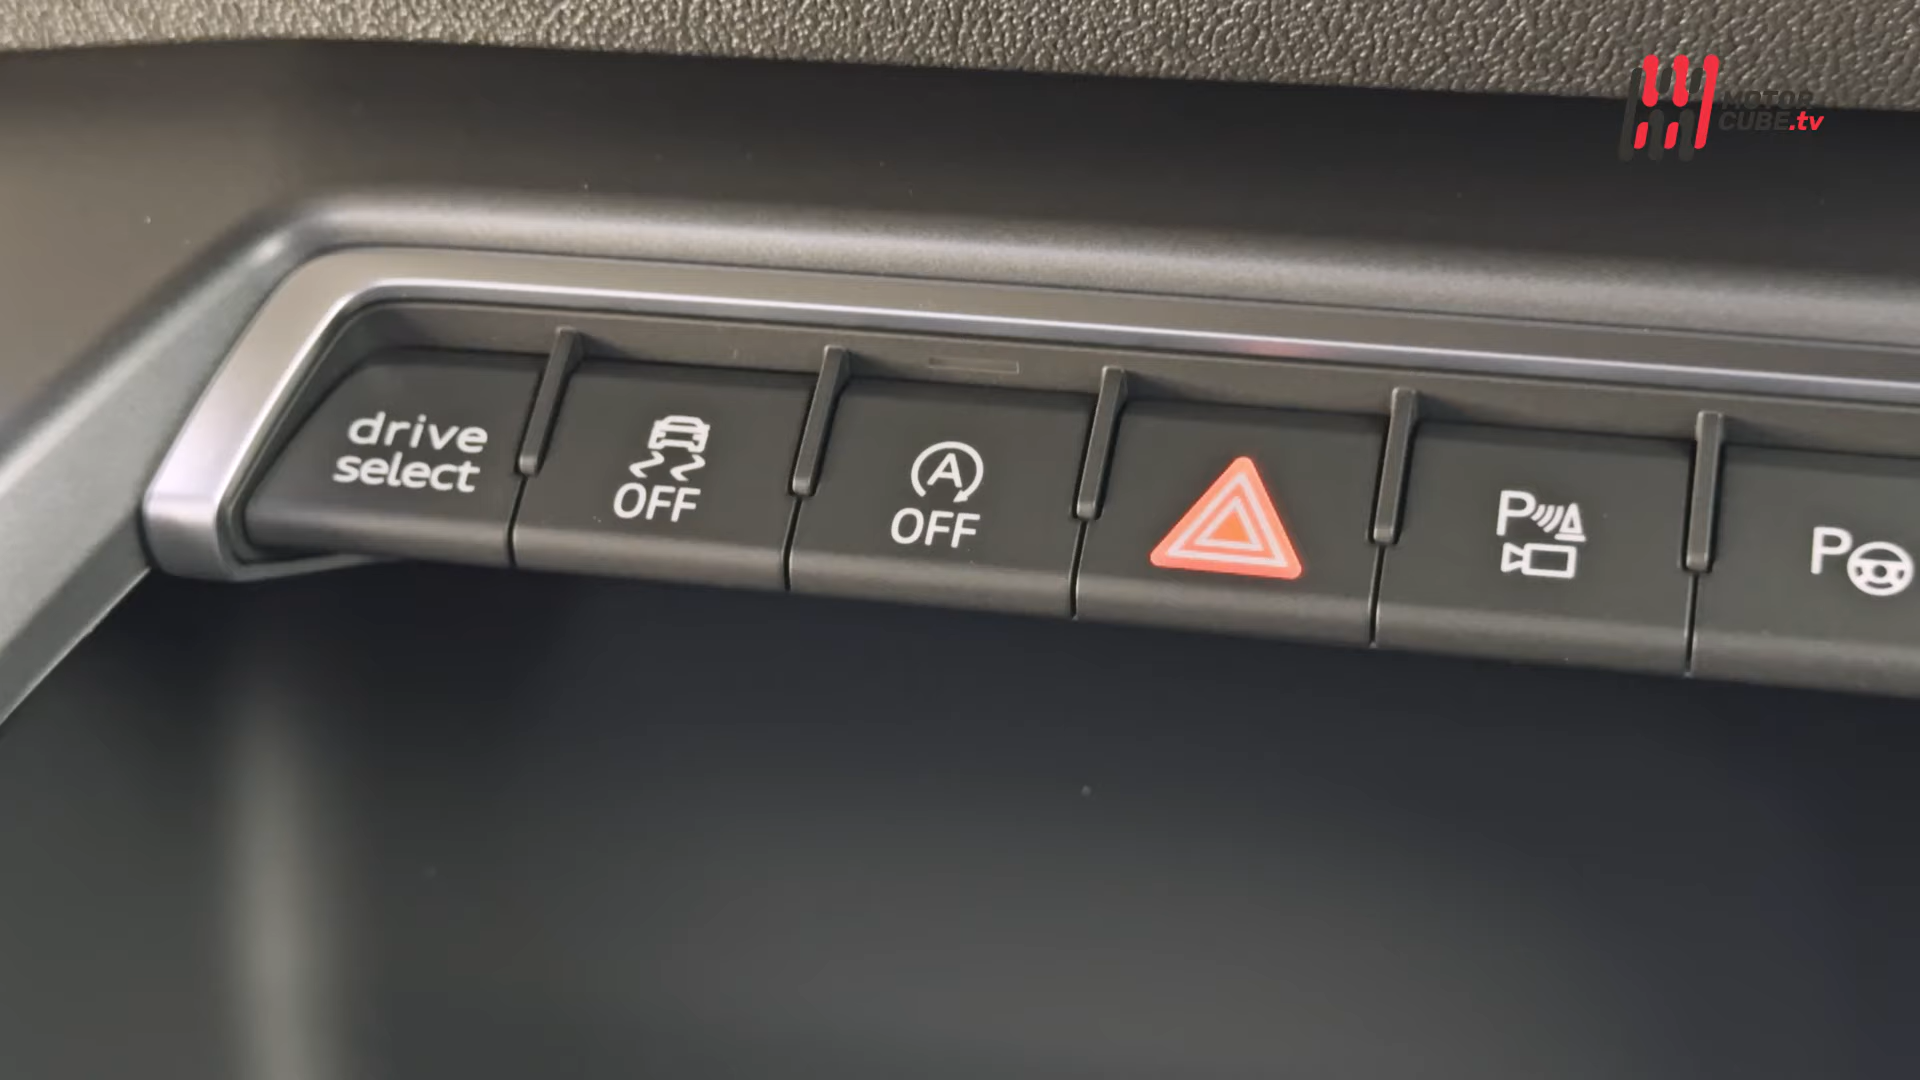 MOTOR
CUBE.tv
drive
select
OFF
A
OFF
P
P